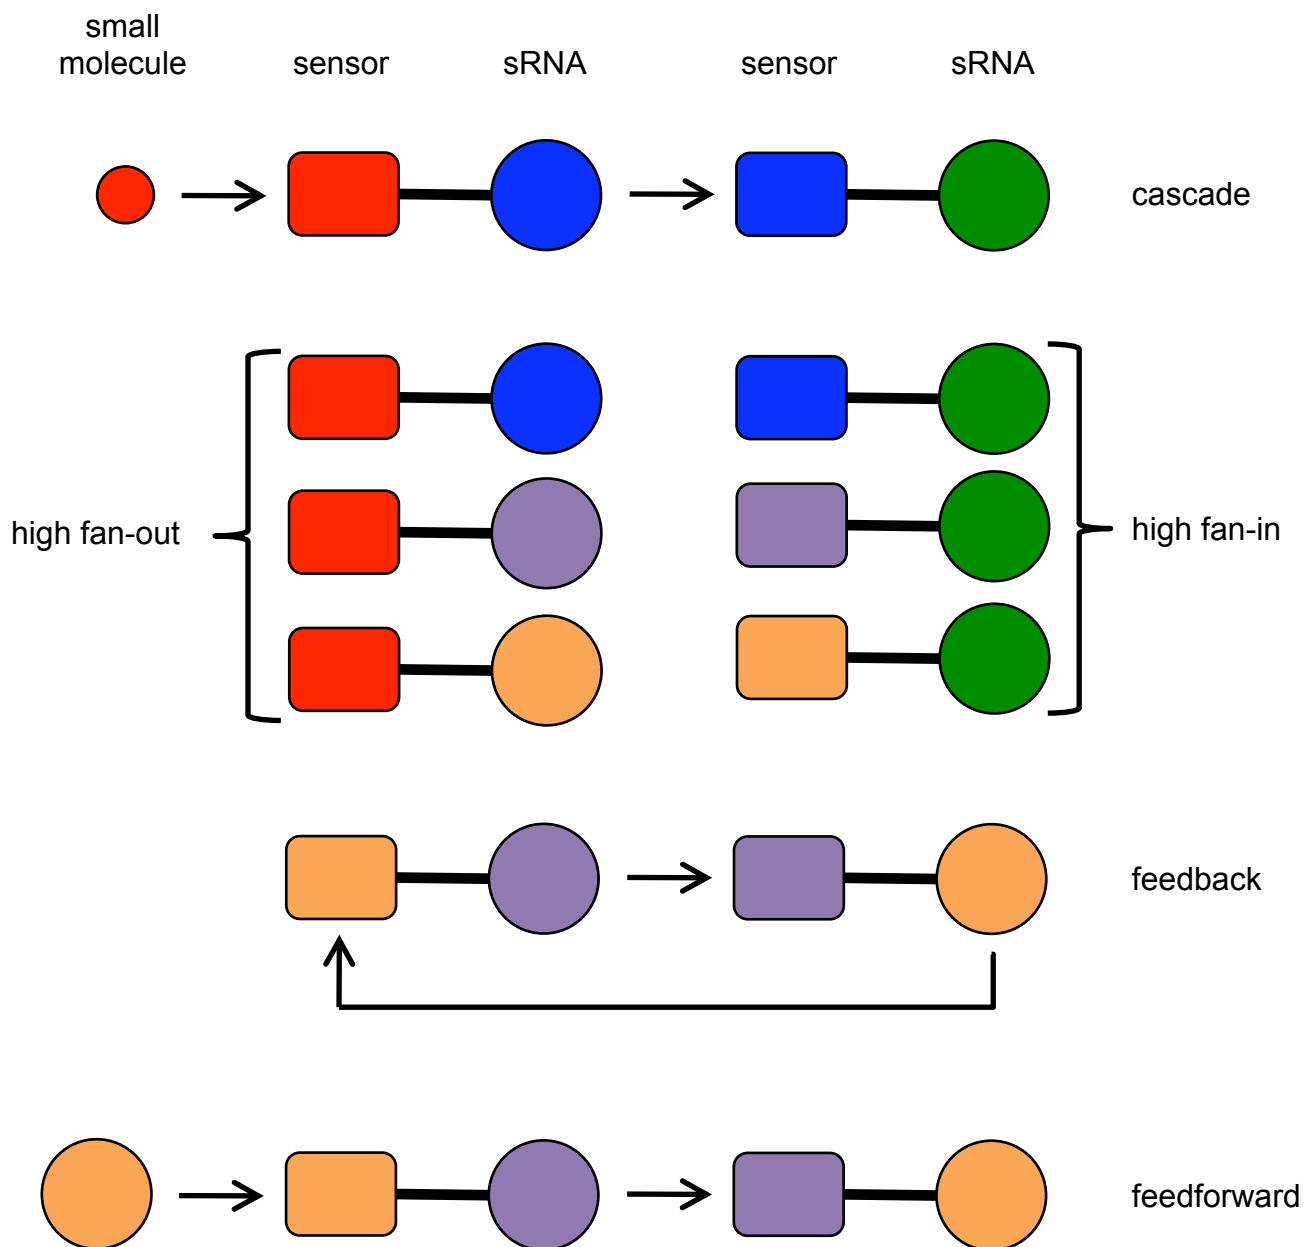 small
molecule
sensor
sRNA
sensor
sRNA
cascade
high fan-out
high fan-in
feedback
feedforward